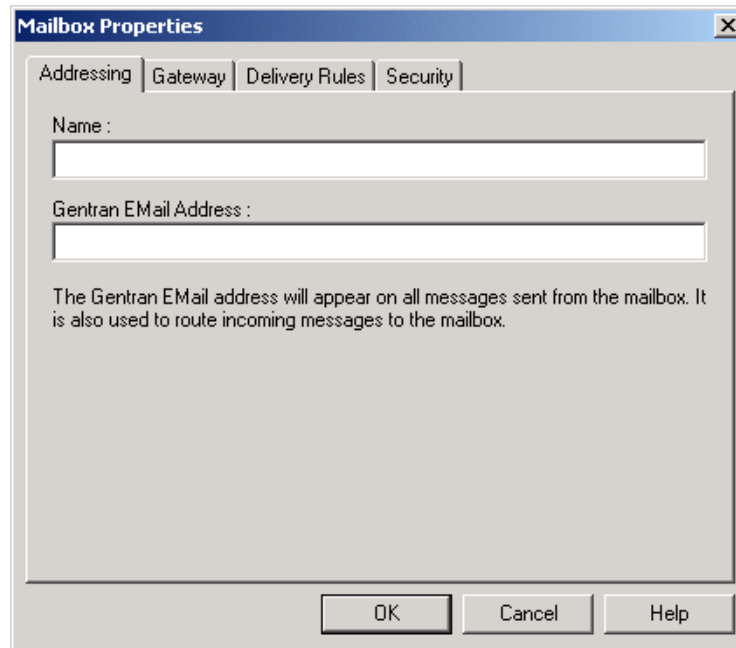 Mailbox Properties
Addressing Gateway Delivery Rules Security
Name :
Gentran EMail Address :
The Gentran EMail address will appear on all messages sent from the mailbox. It
is also used to route incoming messages to the mailbox.
OK Cancel Help